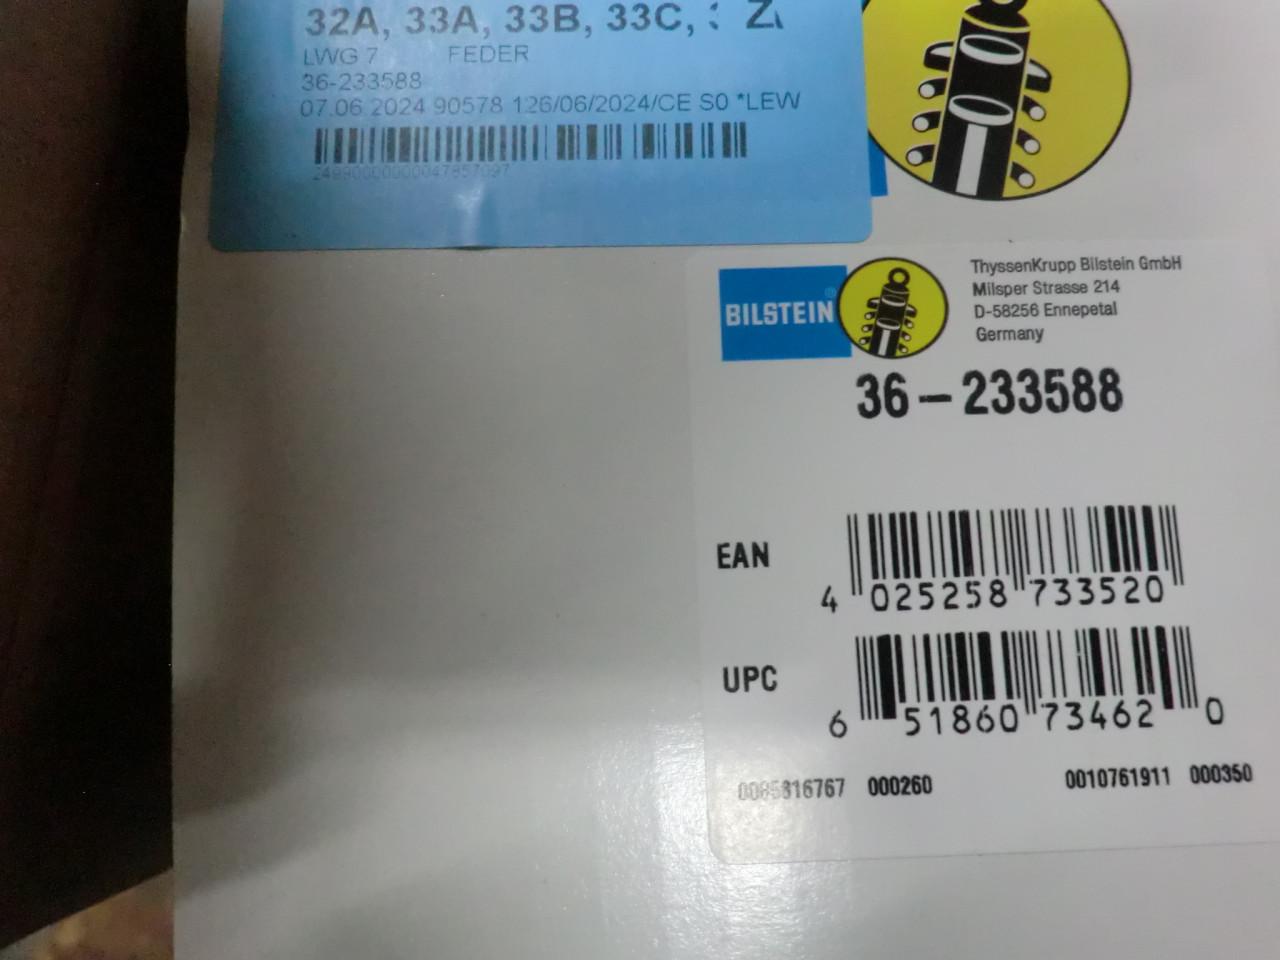 32A, 33A, 33B, 33C,
LWG 7 FEDER
36-233588
07.06.2024 90578 126/06/2024/CE S0 *LEW
BILSTEIN®
ThyssenKrupp Bilstein GmbH
Milsper Strasse 214
D-58256 Ennepetal
Germany
36-233588
EAN
4 025258 733520
UPC
6 51860 73462 0
000260 0010761911 000350